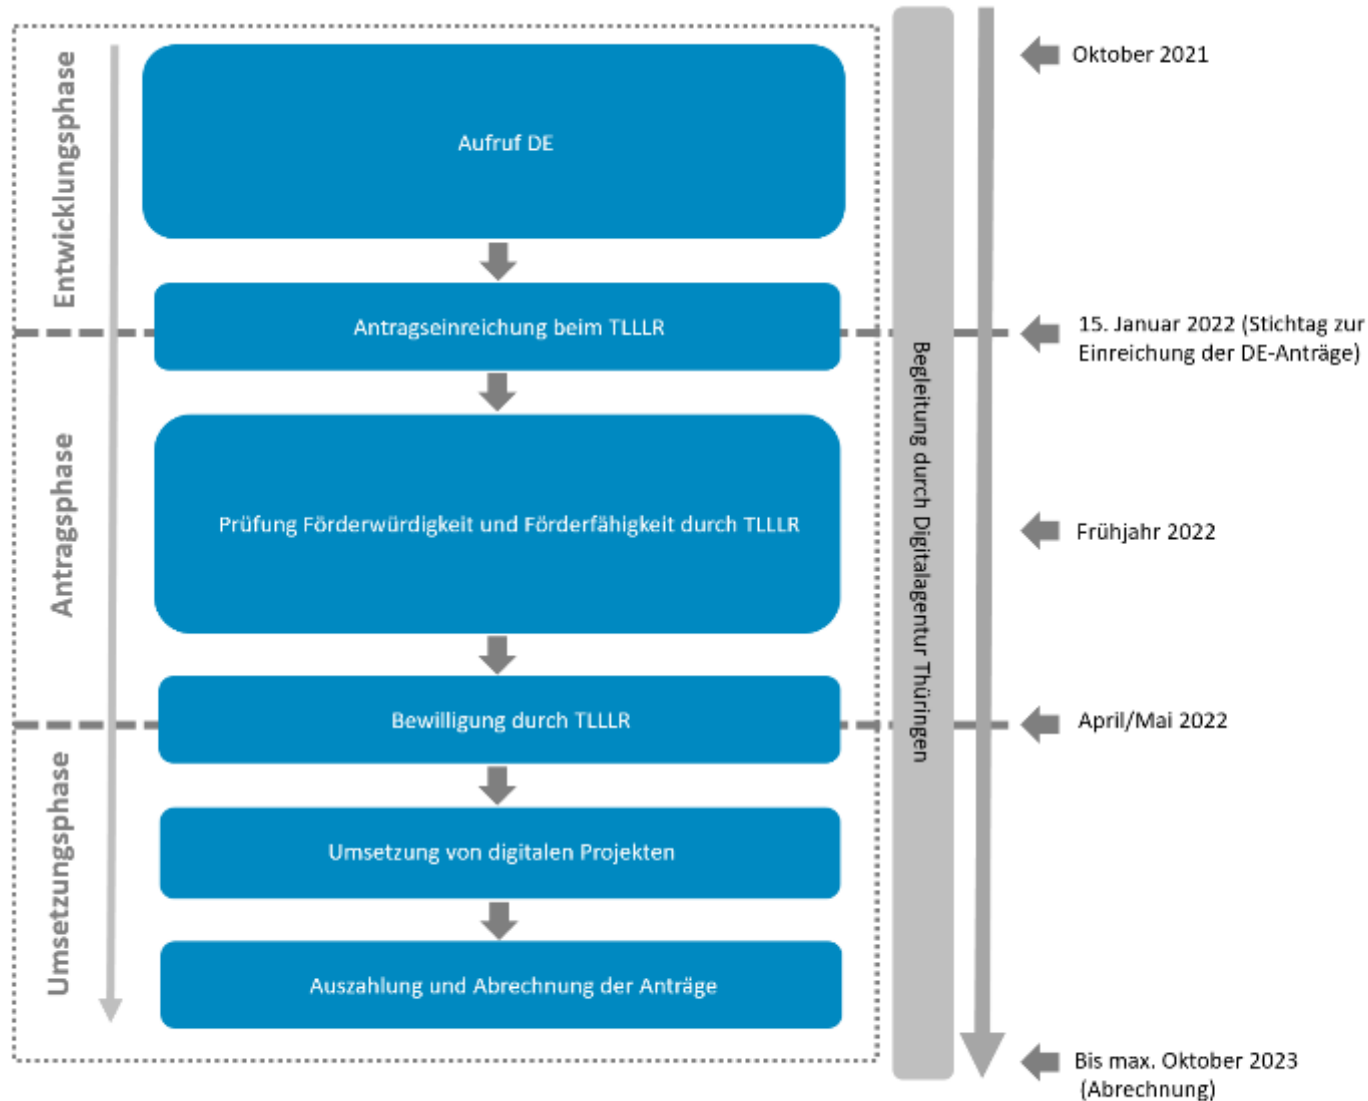 Entwicklungsphase
Aufruf DE
Oktober 2021
Antragseinreichung beim TLLLR
15. Januar 2022 (Stichtag zur
Einreichung der DE-Anträge)
Antragsphase
Prüfung Förderwürdigkeit und Förderfähigkeit durch TLLLR
Frühjahr 2022
Begleitung durch Digitalagentur Thüringen
Bewilligung durch TLLLR
April/Mai 2022
Umsetzungsphase
Umsetzung von digitalen Projekten
Auszahlung und Abrechnung der Anträge
Bis max. Oktober 2023
(Abrechnung)